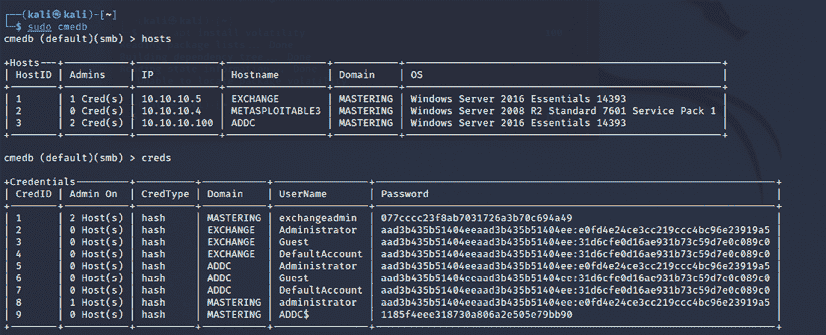 ┌──(kali㉿kali)-[~]
└─$ sudo cmedb
cmedb (default)(smb) > hosts
+Hosts---+-----------+---------------+-----------------+-----------+------------------------------------------------------+
| HostID | Admins | IP | Hostname | Domain | OS |
| 1 | 1 Cred(s) | 10.10.10.5 | EXCHANGE | MASTERING | Windows Server 2016 Essentials 14393 |
| 2 | 0 Cred(s) | 10.10.10.4 | METASPLOITABLE3 | MASTERING | Windows Server 2008 R2 Standard 7601 Service Pack 1 |
| 3 | 2 Cred(s) | 10.10.10.100 | ADDC | MASTERING | Windows Server 2016 Essentials 14393 |
cmedb (default)(smb) > creds
+Credentials
| CredID | Admin On | CredType | Domain | UserName | Password |
| 1 | 2 Host(s) | hash | MASTERING | exchangeadmin | 077cccc23f8ab7031726a3b70c694a49 |
| 2 | 0 Host(s) | hash | EXCHANGE | Administrator | aad3b435b51404eeaad3b435b51404ee:e0fd4e24ce3cc219ccc4bc96e23919a5 |
| 3 | 0 Host(s) | hash | EXCHANGE | Guest | aad3b435b51404eeaad3b435b51404ee:31d6cfe0d16ae931b73c59d7e0c089c0 |
| 4 | 0 Host(s) | hash | EXCHANGE | DefaultAccount | aad3b435b51404eeaad3b435b51404ee:31d6cfe0d16ae931b73c59d7e0c089c0 |
| 5 | 0 Host(s) | hash | ADDC | Administrator | aad3b435b51404eeaad3b435b51404ee:e0fd4e24ce3cc219ccc4bc96e23919a5 |
| 6 | 0 Host(s) | hash | ADDC | Guest | aad3b435b51404eeaad3b435b51404ee:31d6cfe0d16ae931b73c59d7e0c089c0 |
| 7 | 0 Host(s) | hash | ADDC | DefaultAccount | aad3b435b51404eeaad3b435b51404ee:31d6cfe0d16ae931b73c59d7e0c089c0 |
| 8 | 1 Host(s) | hash | MASTERING | administrator | aad3b435b51404eeaad3b435b51404ee:e0fd4e24ce3cc219ccc4bc96e23919a5 |
| 9 | 0 Host(s) | hash | MASTERING | ADDC$ | 1185f4eee318730a806a2e505e79bb90 |